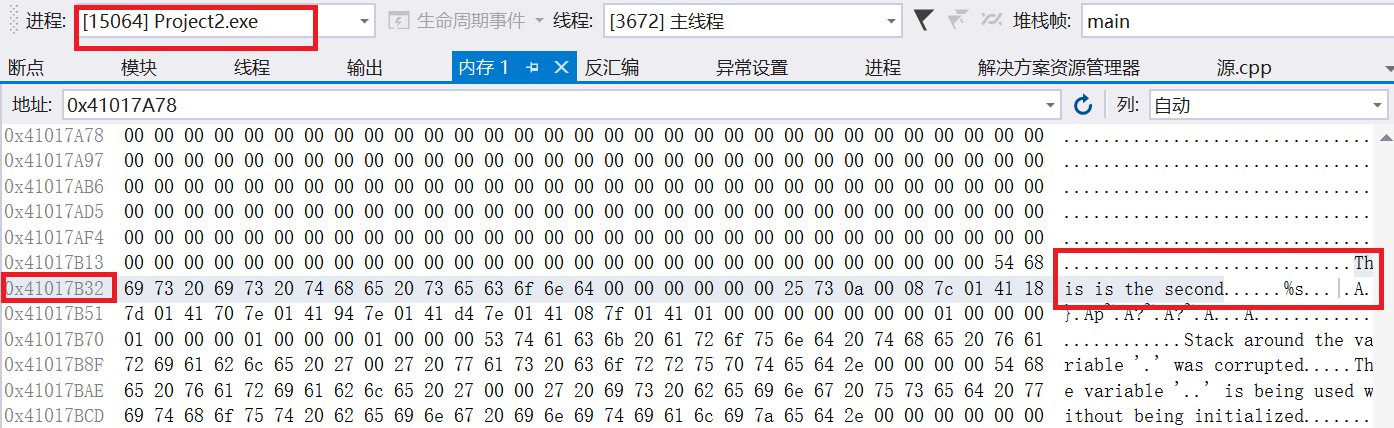 进程: [15064] Project2.exe 生命周期事件 线程: [3672] 主线程 堆栈帧: main
断点 模块 线程 输出 内存 1 反汇编 异常设置 进程 解决方案资源管理器 源.cpp
地址: 0x41017A78 列: 自动
0x41017A78 00 00 00 00 00 00 00 00 00 00 00 00 00 00 00 00 00 00 00 00 00 00 00 00 00 00 00 00 00 00 00 ...............................
0x41017A97 00 00 00 00 00 00 00 00 00 00 00 00 00 00 00 00 00 00 00 00 00 00 00 00 00 00 00 00 00 00 00 ...............................
0x41017AB6 00 00 00 00 00 00 00 00 00 00 00 00 00 00 00 00 00 00 00 00 00 00 00 00 00 00 00 00 00 00 00 ...............................
0x41017AD5 00 00 00 00 00 00 00 00 00 00 00 00 00 00 00 00 00 00 00 00 00 00 00 00 00 00 00 00 00 00 00 ...............................
0x41017AF4 00 00 00 00 00 00 00 00 00 00 00 00 00 00 00 00 00 00 00 00 00 00 00 00 00 00 00 00 00 00 00 ...............................
0x41017B13 00 00 00 00 00 00 00 00 00 00 00 00 00 00 00 00 00 00 00 00 00 00 00 00 00 00 00 00 00 54 68 .............................Th
0x41017B32 69 73 20 69 73 20 74 68 65 20 73 65 63 6f 6e 64 00 00 00 00 00 00 25 73 0a 00 08 7c 01 41 18 is is the second......%s...|.A.
0x41017B51 7d 01 41 70 7e 01 41 94 7e 01 41 d4 7e 01 41 08 7f 01 41 01 00 00 00 00 00 00 00 01 00 00 00 }.Ap~.A?~.A?~.A...A............
0x41017B70 01 00 00 00 01 00 00 00 01 00 00 00 53 74 61 63 6b 20 61 72 6f 75 6e 64 20 74 68 65 20 76 61 ............Stack around the va
0x41017B8F 72 69 61 62 6c 65 20 27 00 27 20 77 61 73 20 63 6f 72 72 75 70 74 65 64 2e 00 00 00 00 54 68 riable '.' was corrupted.....Th
0x41017BAE 65 20 76 61 72 69 61 62 6c 65 20 27 00 00 27 20 69 73 20 62 65 69 6e 67 20 75 73 65 64 20 77 e variable '..' is being used w
0x41017BCD 69 74 68 6f 75 74 20 62 65 69 6e 67 20 69 6e 69 74 69 61 6c 69 7a 65 64 2e 00 00 00 00 00 00 ithout being initialized.......